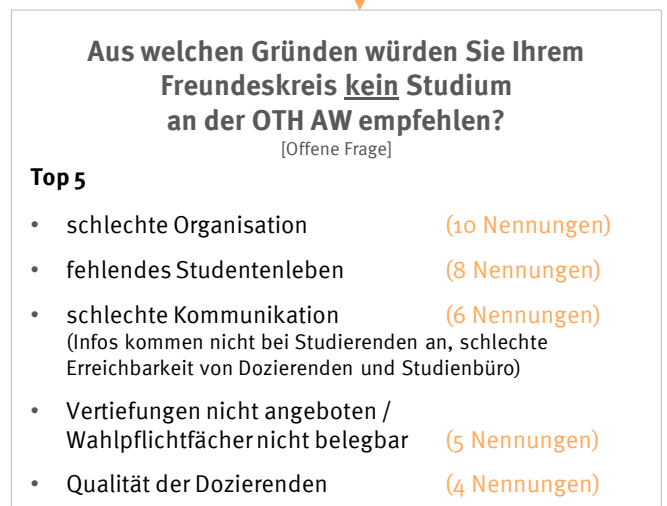 Aus welchen Gründen würden Sie Ihrem
Freundeskreis kein Studium
an der OTH AW empfehlen?
[Offene Frage]
Top 5
• schlechte Organisation (10 Nennungen)
• fehlendes Studentenleben (8 Nennungen)
• schlechte Kommunikation (6 Nennungen)
(Infos kommen nicht bei Studierenden an, schlechte
Erreichbarkeit von Dozierenden und Studienbüro)
• Vertiefungen nicht angeboten /
Wahlpflichtfächer nicht belegbar (5 Nennungen)
• Qualität der Dozierenden (4 Nennungen)